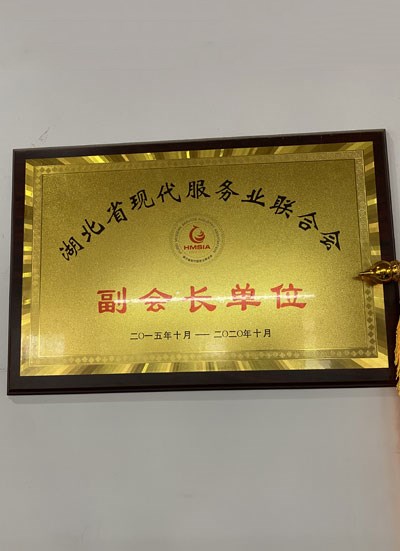 湖北省现代服务业联合会
HMSIA
副会长单位
二〇一五年十月 — 二〇二〇年十月